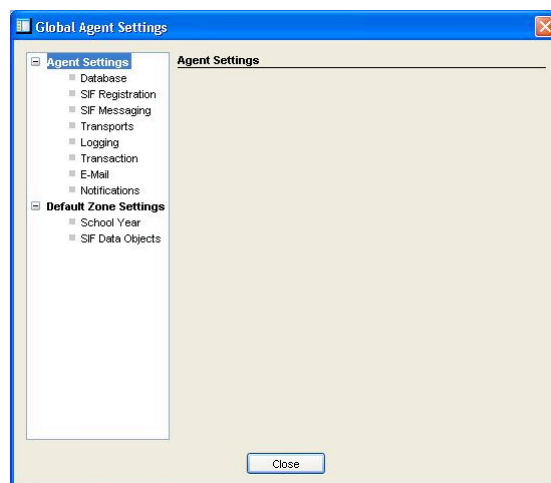 Global Agent Settings
Agent Settings
Database
SIF Registration
SIF Messaging
Transports
Logging
Transaction
E-Mail
Notifications
Default Zone Settings
School Year
SIF Data Objects
Agent Settings
Close